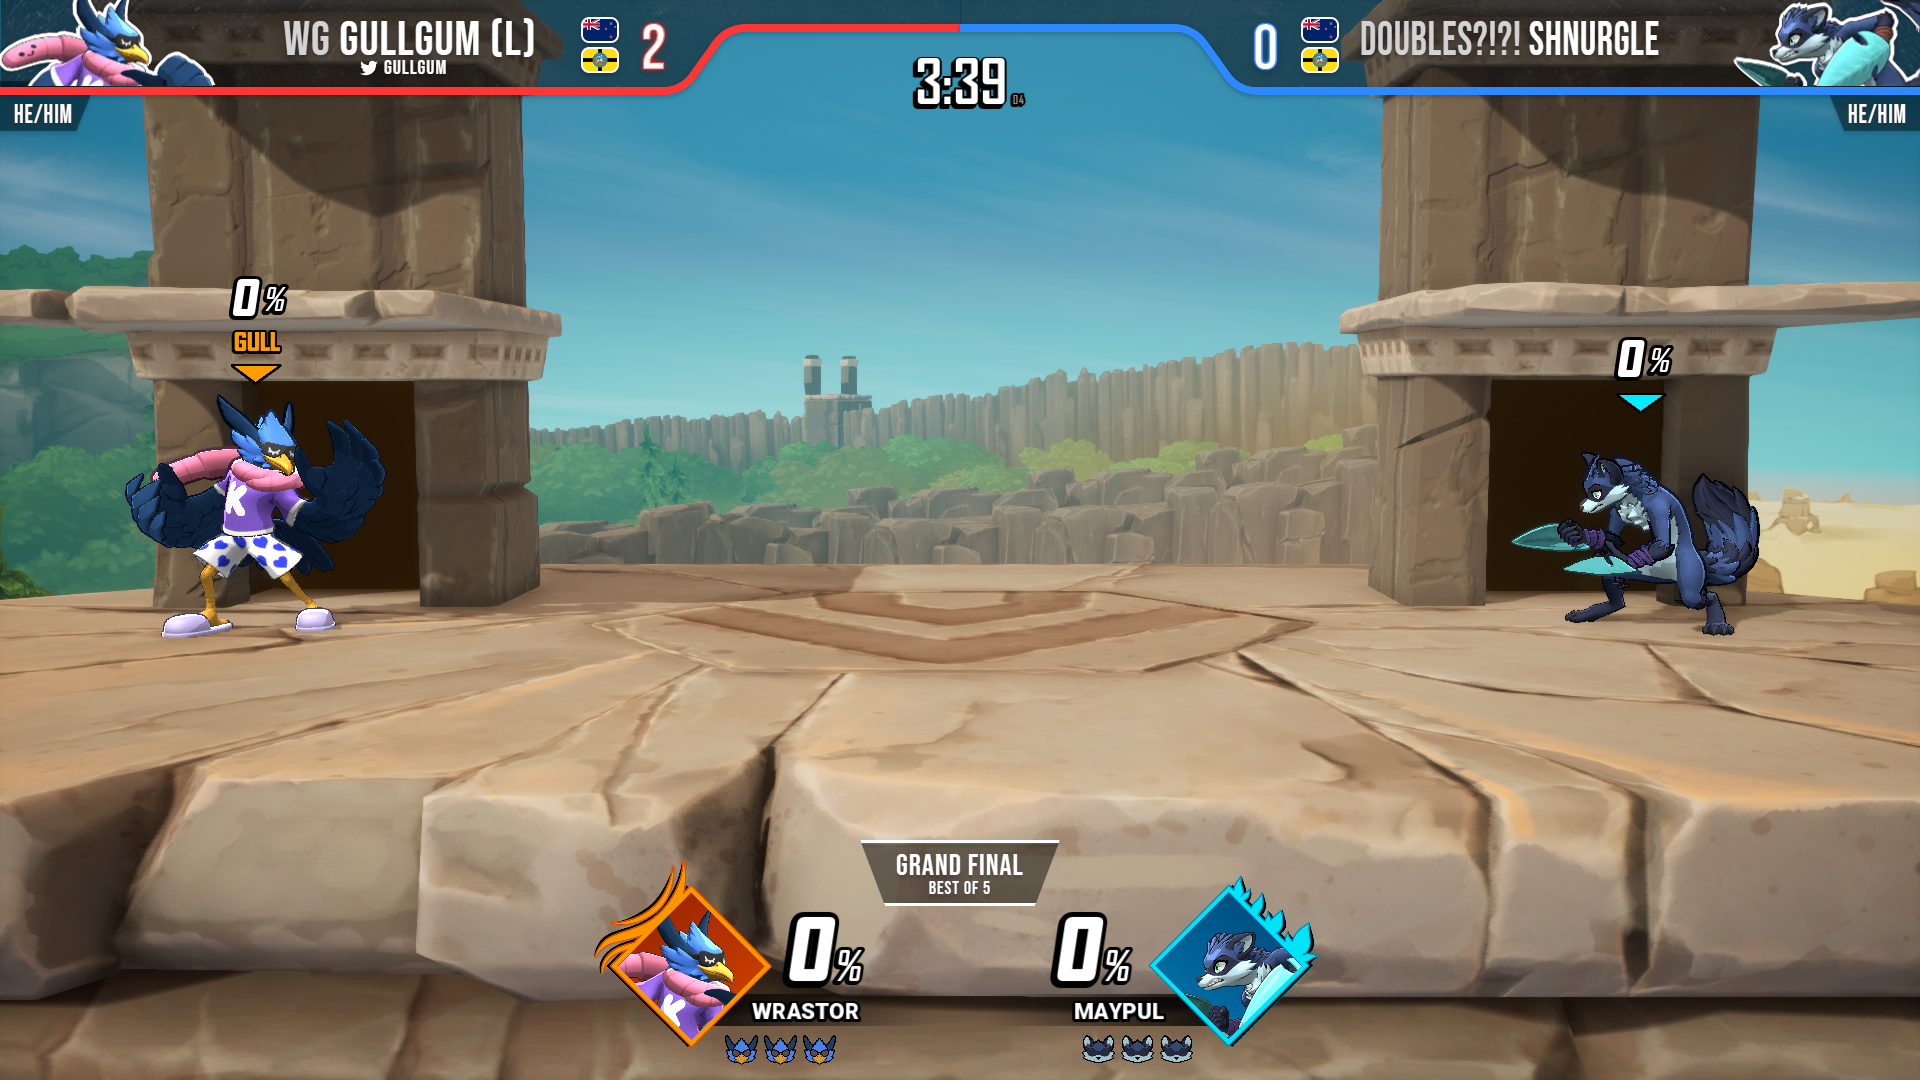 WG GULLGUM (L)
GULLGUM
2
HE/HIM
3:39
04
0
DOUBLES?!?! SHNURGLE
HE/HIM
0%
GULL
0%
K
GRAND FINAL
BEST OF 5
0%
WRASTOR
0%
MAYPUL
K